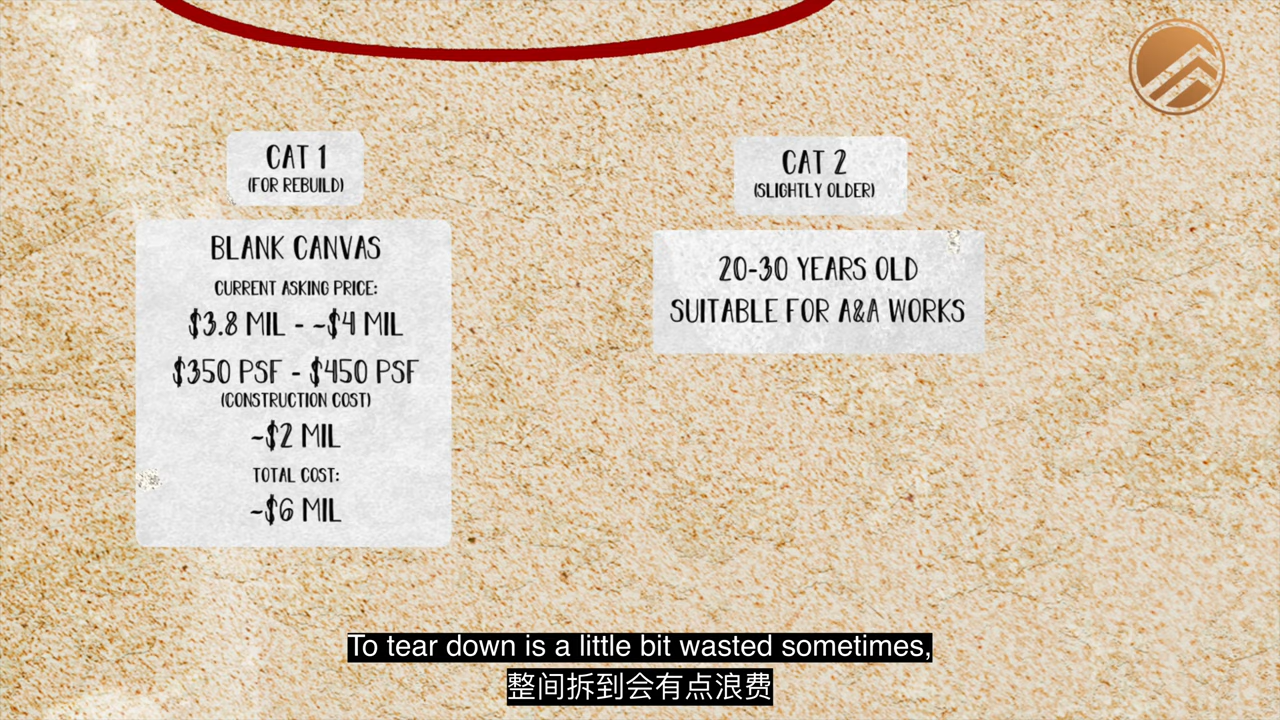 CAT 1
(FOR REBUILD)
BLANK CANVAS
CURRENT ASKING PRICE:
$3.8 MIL - ~$4 MIL
$350 PSF - $450 PSF
(CONSTRUCTION COST)
~$2 MIL
TOTAL COST:
~$6 MIL
CAT 2
(SLIGHTLY OLDER)
20-30 YEARS OLD
SUITABLE FOR A&A WORKS
To tear down is a little bit wasted sometimes,
整间拆到会有点浪费